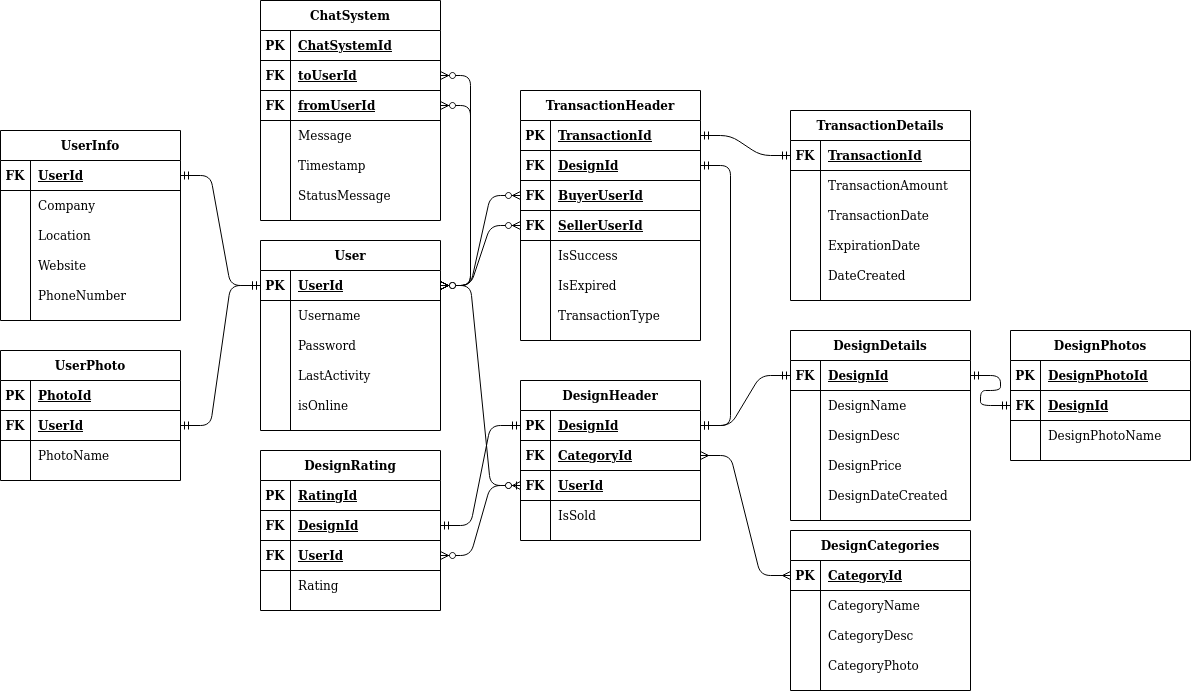 ChatSystem
PK ChatSystemId
FK toUserId
FK fromUserId
Message
Timestamp
StatusMessage
UserInfo
FK UserId
Company
Location
Website
PhoneNumber
User
PK UserId
Username
Password
LastActivity
isOnline
UserPhoto
PK PhotoId
FK UserId
PhotoName
DesignRating
PK RatingId
FK DesignId
FK UserId
Rating
TransactionHeader
PK TransactionId
FK DesignId
FK BuyerUserId
FK SellerUserId
IsSuccess
IsExpired
TransactionType
DesignHeader
PK DesignId
FK CategoryId
FK UserId
IsSold
TransactionDetails
FK TransactionId
TransactionAmount
TransactionDate
ExpirationDate
DateCreated
DesignDetails
FK DesignId
DesignName
DesignDesc
DesignPrice
DesignDateCreated
DesignPhotos
PK DesignPhotoId
FK DesignId
DesignPhotoName
DesignCategories
PK CategoryId
CategoryName
CategoryDesc
CategoryPhoto